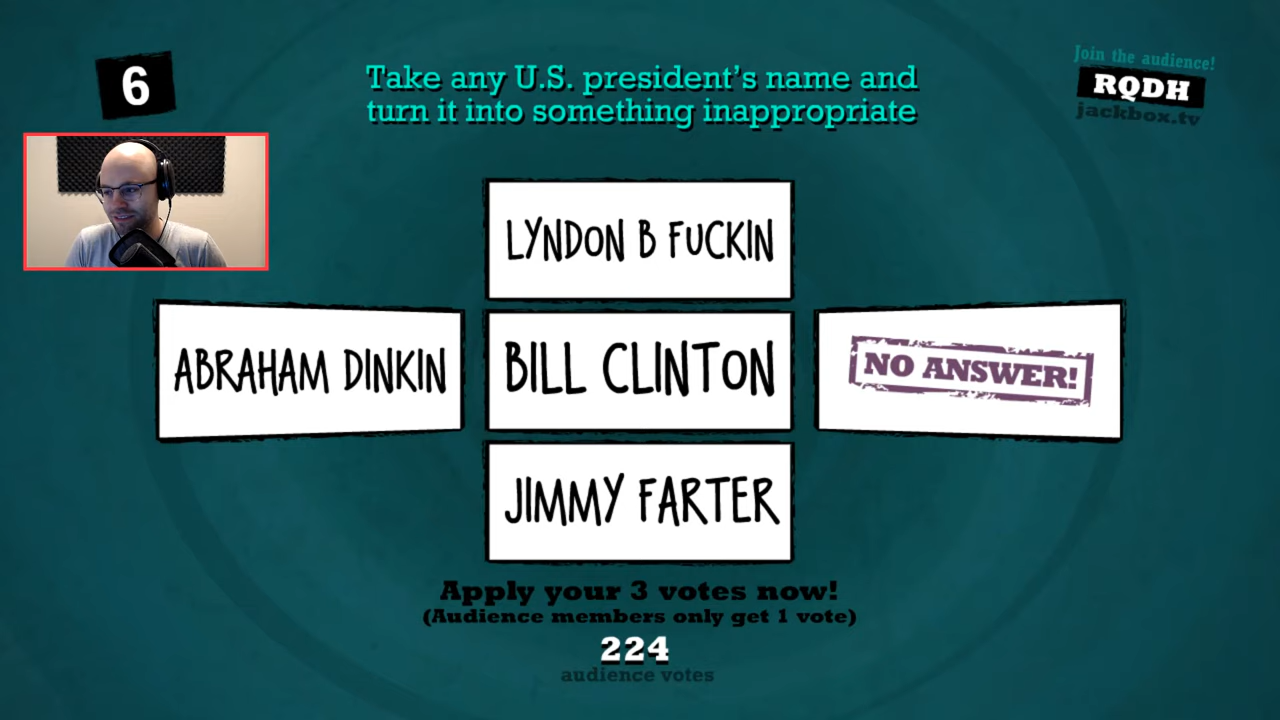 6
Take any U.S. president's name and
turn it into something inappropriate
Join the audience!
RQDH
jackbox.tv
LYNDON B FUCKIN
ABRAHAM DINKIN
BILL CLINTON
NO ANSWER!
JIMMY FARTER
Apply your 3 votes now!
(Audience members only get 1 vote)
224
audience votes